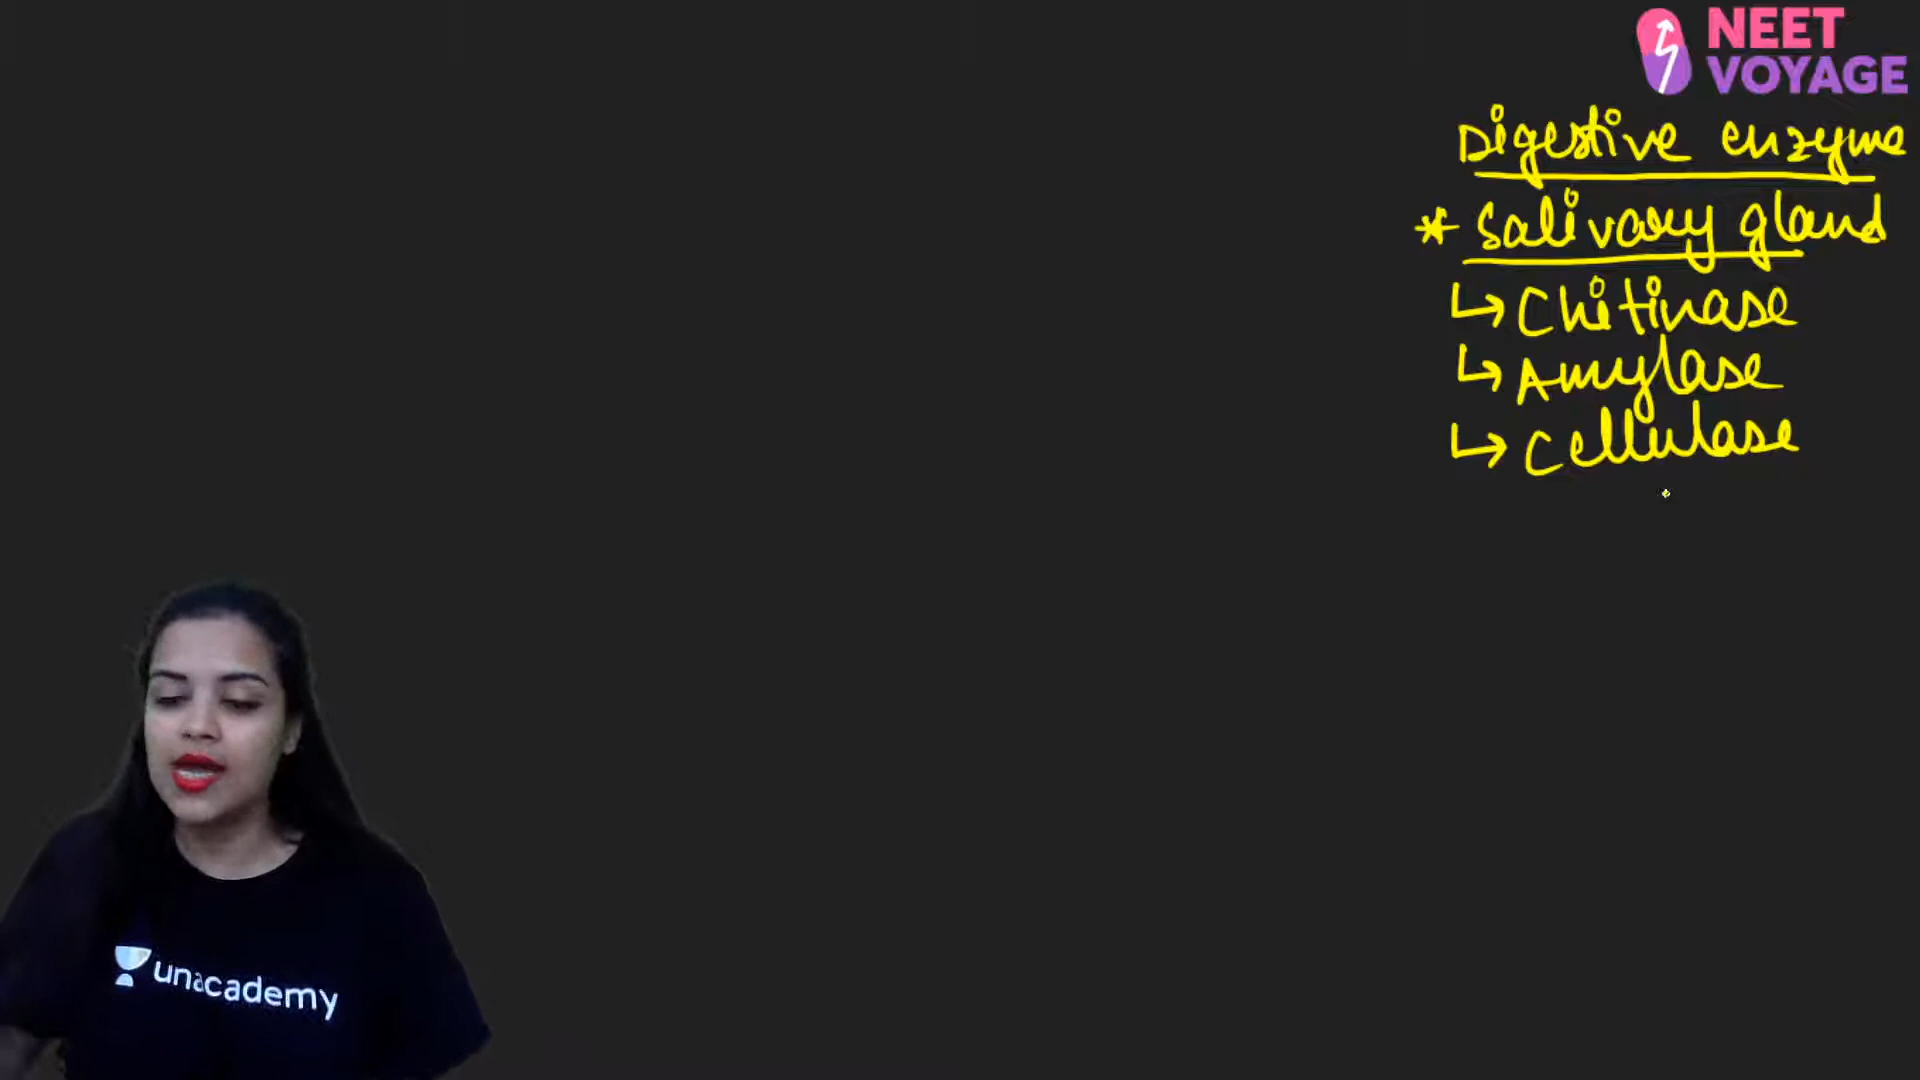 NEET
VOYAGE
Digestive enzyme
* Salivary gland
↳ Chitinase
↳ Amylase
↳ Cellulase
unacademy